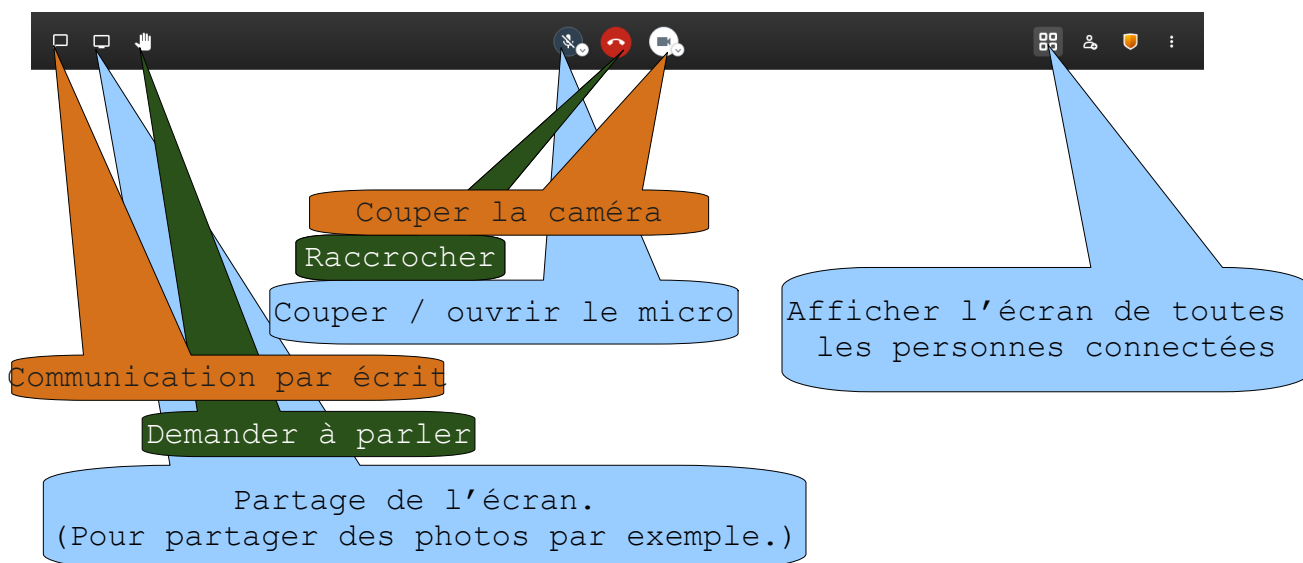 Couper la caméra
Raccrocher
Couper / ouvrir le micro
Afficher l’écran de toutes
les personnes connectées
Communication par écrit
Demander à parler
Partage de l’écran.
(Pour partager des photos par exemple.)